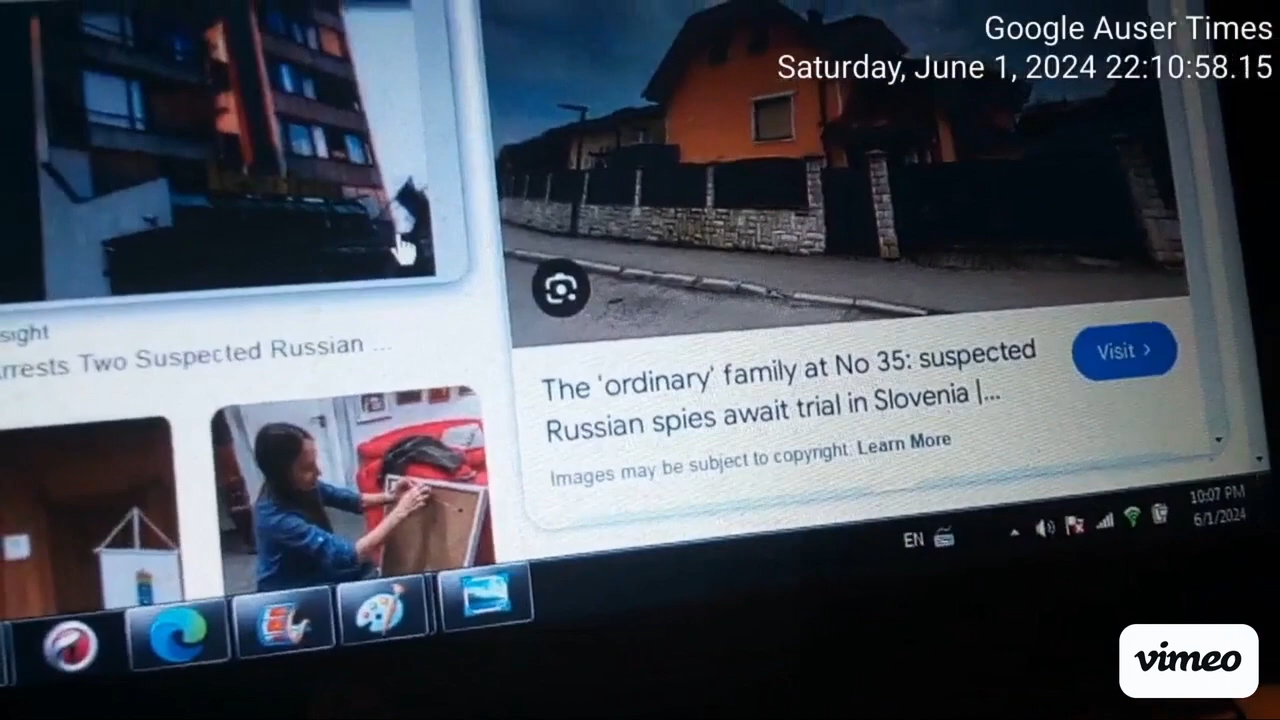 Google Auser Times
Saturday, June 1, 2024 22:10:58.15
sight
rrests Two Suspected Russian ...
The 'ordinary' family at No 35: suspected
Russian spies await trial in Slovenia |...
Visit ›
Images may be subject to copyright. Learn More
EN
10:07 PM
6/1/2024
vimeo